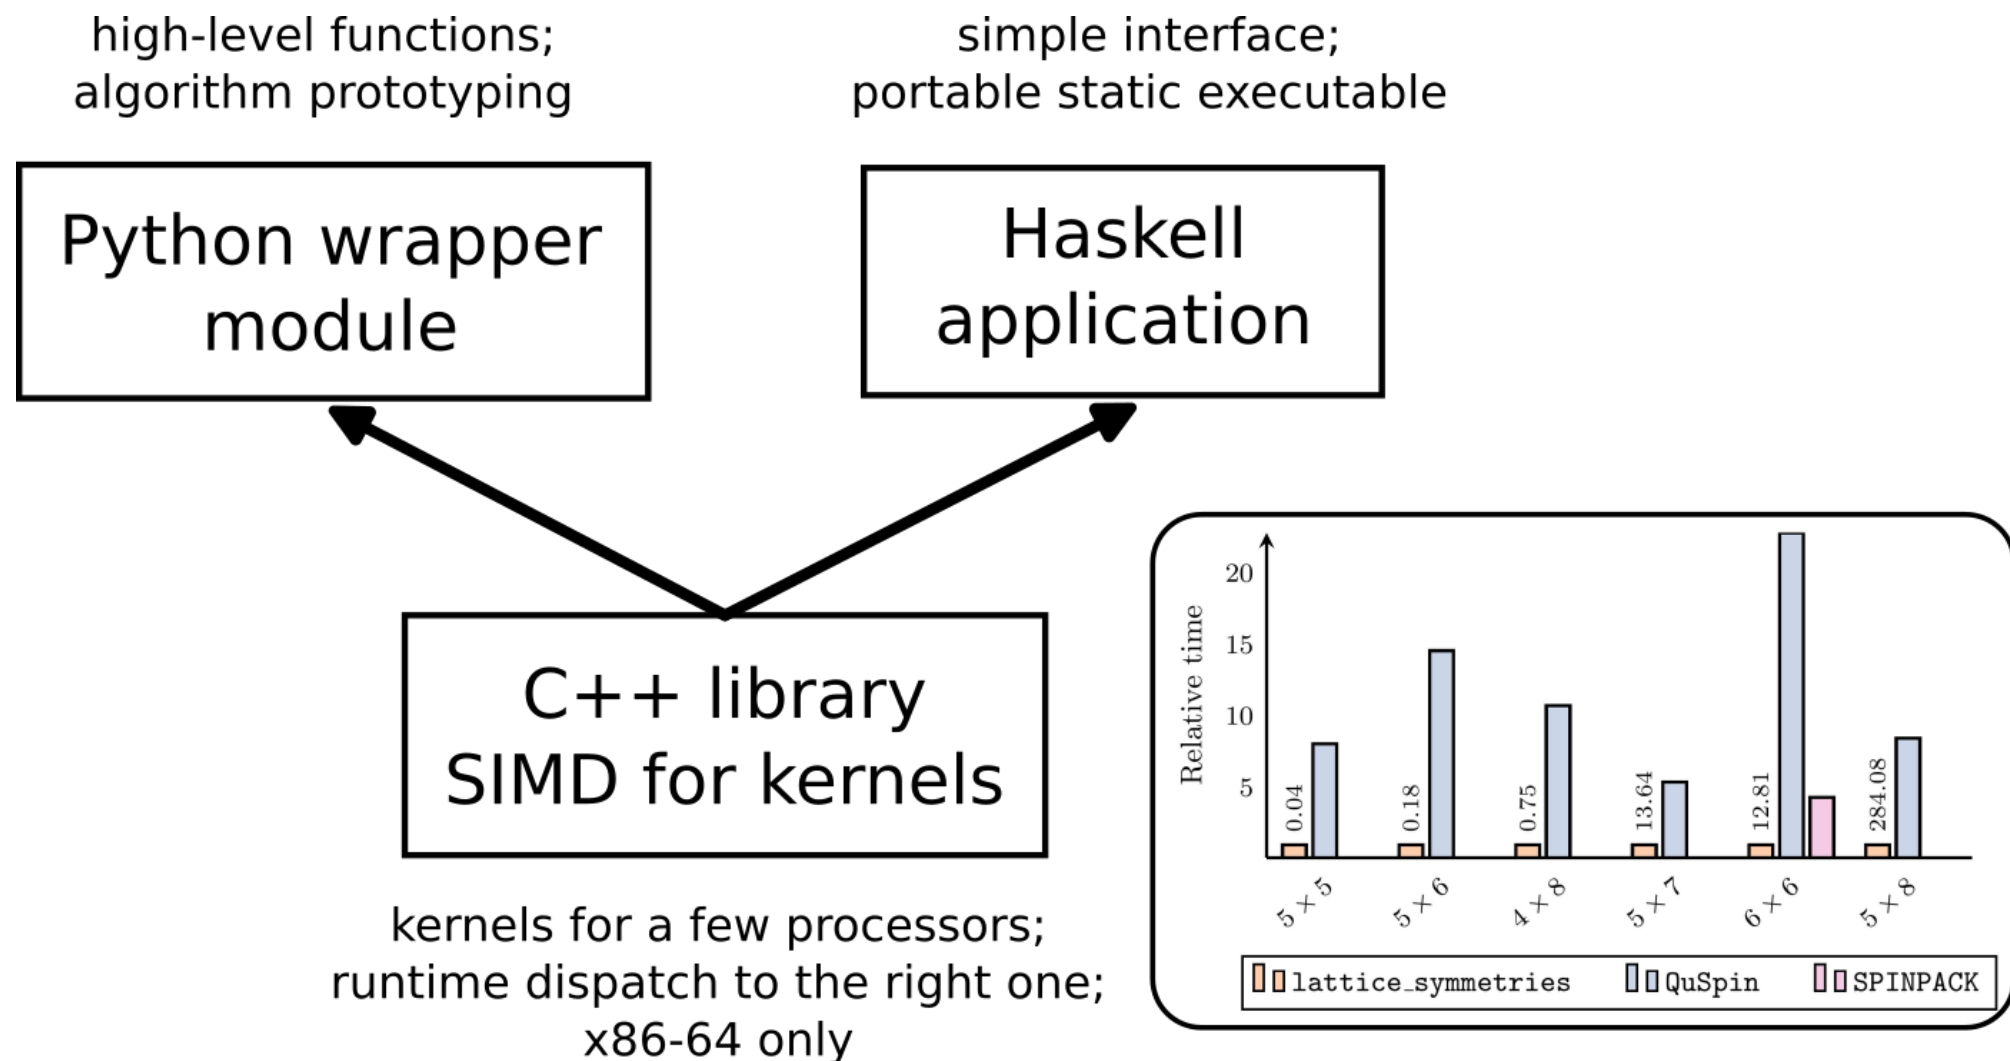 high-level functions;
algorithm prototyping
simple interface;
portable static executable
Python wrapper
module
Haskell
application
C++ library
SIMD for kernels
kernels for a few processors;
runtime dispatch to the right one;
x86-64 only
Relative time
20
15
10
5
0.04
0.18
0.75
13.64
12.81
284.08
5 × 5
5 × 6
4 × 8
5 × 7
6 × 6
5 × 8
lattice_symmetries
QuSpin
SPINPACK